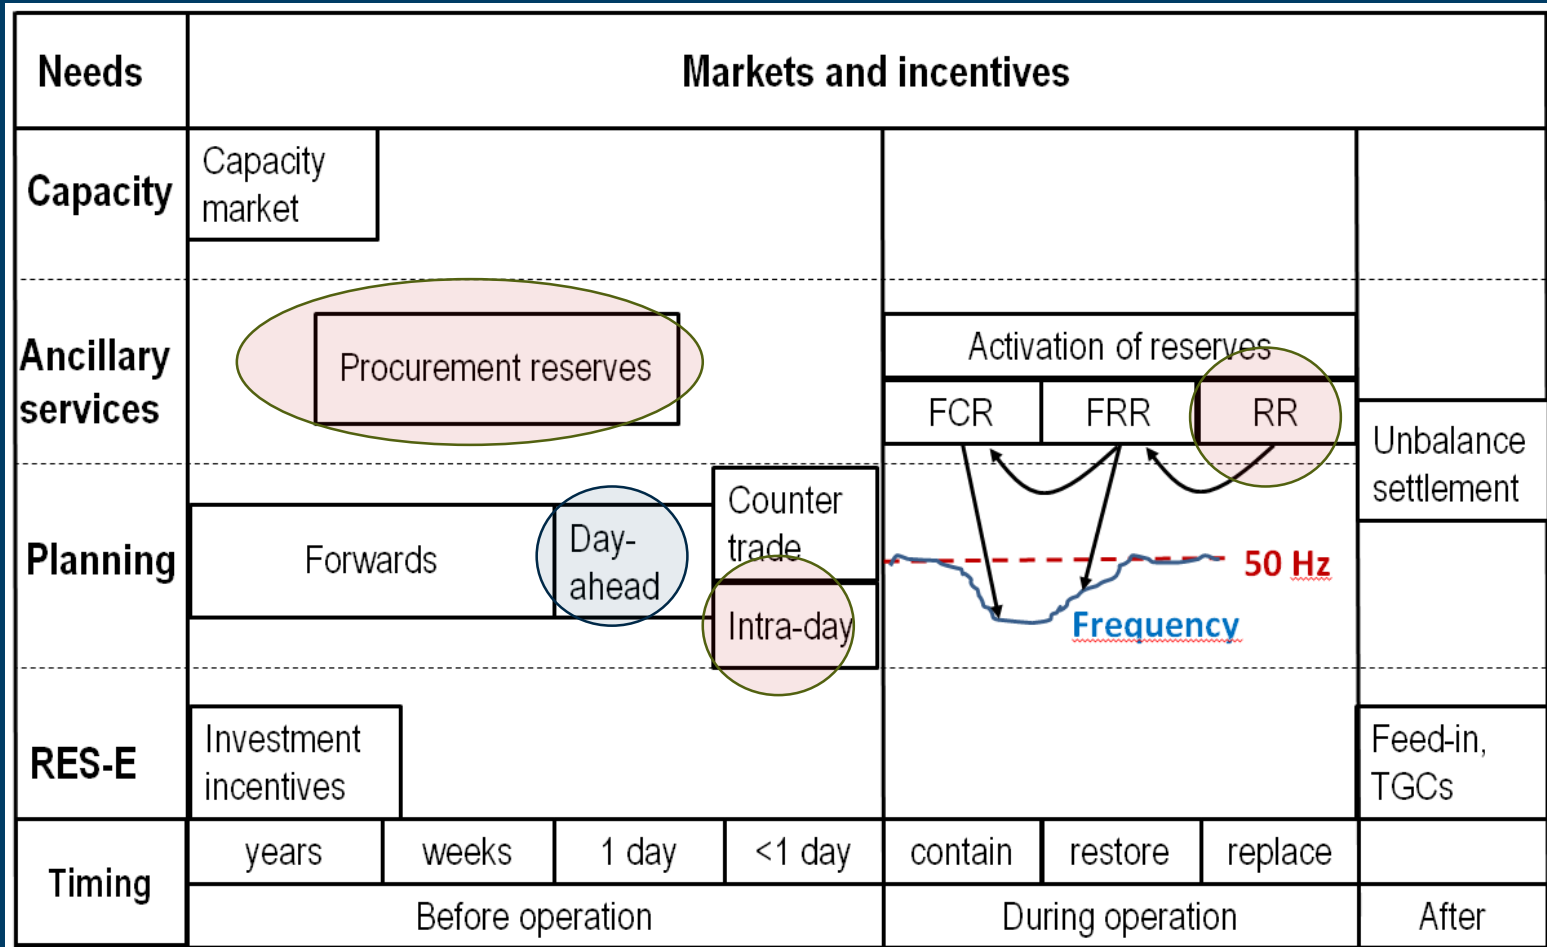 Needs
Markets and incentives
Capacity
Capacity
market
Ancillary
services
Procurement reserves
Activation of reserves
FCR
FRR
RR
Unbalance
settlement
Planning
Forwards
Day-
ahead
Counter
trade
Intra-day
50 Hz
Frequency
RES-E
Investment
incentives
Feed-in,
TGCs
Timing
years
weeks
1 day
<1 day
contain
restore
replace
Before operation
During operation
After